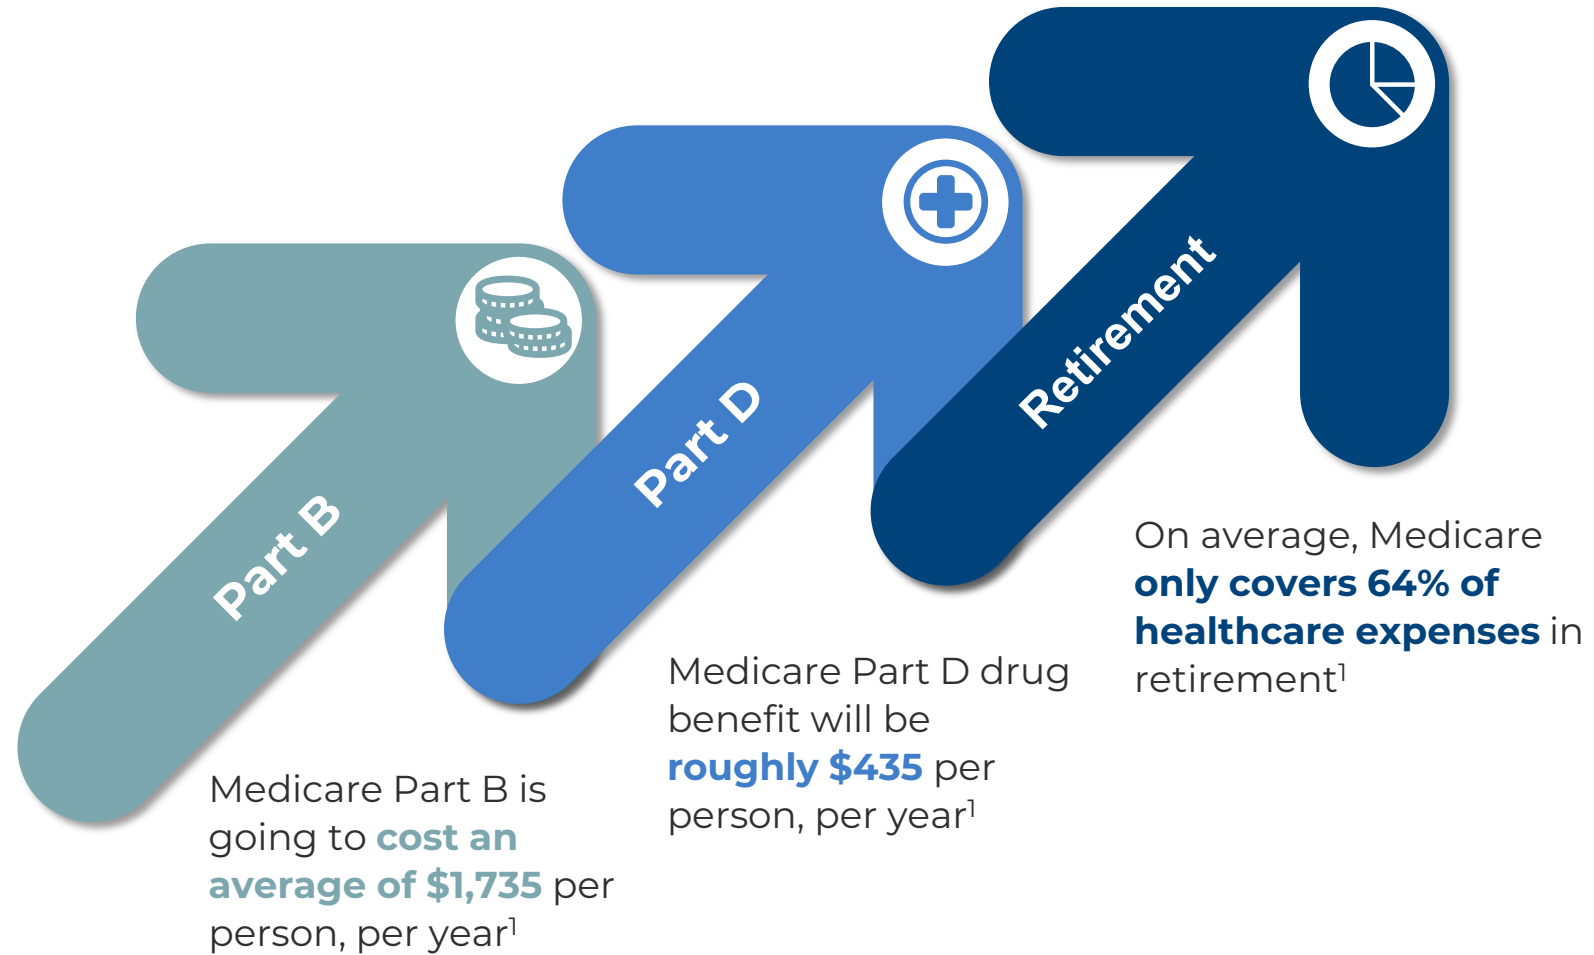 Part B
Medicare Part B is
going to cost an
average of $1,735 per
person, per year¹
Part D
Medicare Part D drug
benefit will be
roughly $435 per
person, per year¹
Retirement
On average, Medicare
only covers 64% of
healthcare expenses in
retirement¹